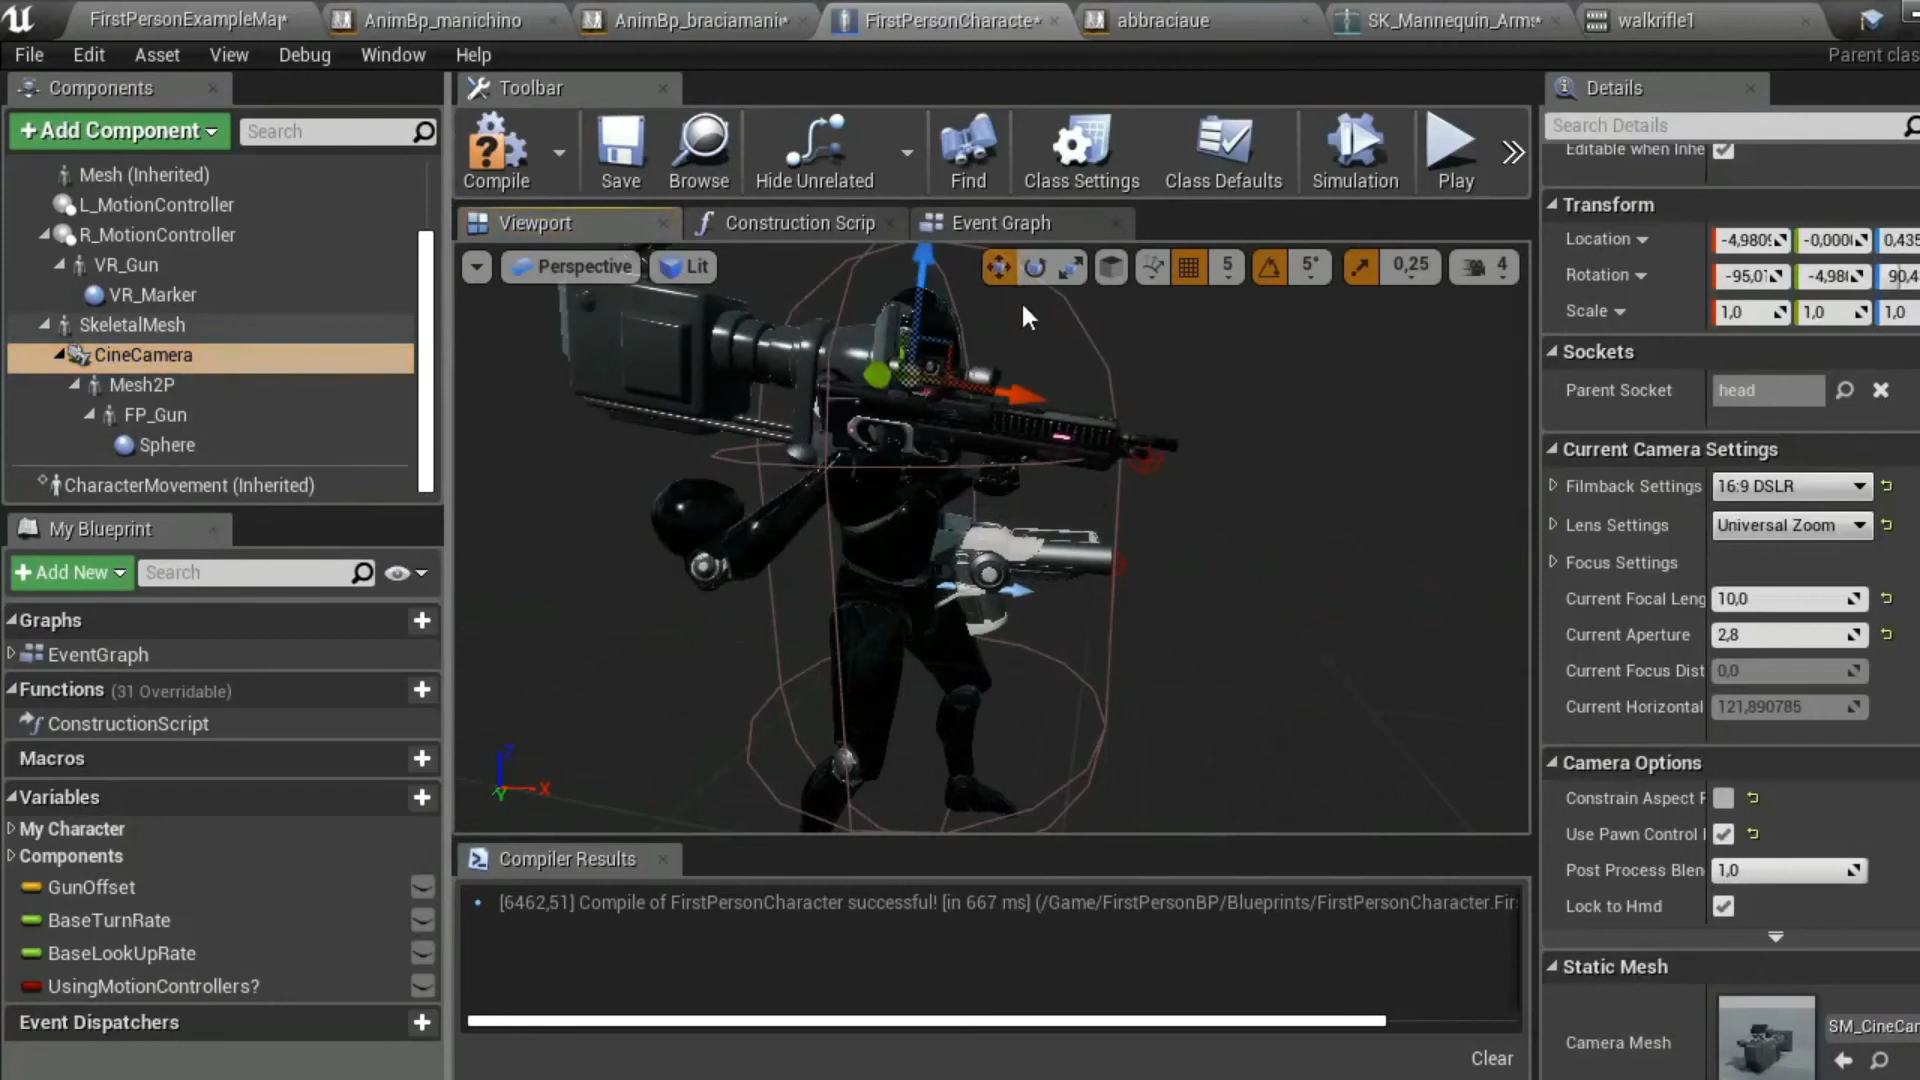 FirstPersonExampleMap*
AnimBp_manichino
AnimBp_braciamani*
FirstPersonCharacte*
abbraciaue
SK_Mannequin_Arms*
walkrifle1
File
Edit
Asset
View
Debug
Window
Help
Parent clas
Components
+Add Component
Search
Mesh (Inherited)
L_MotionController
R_MotionController
VR_Gun
VR_Marker
SkeletalMesh
CineCamera
Mesh2P
FP_Gun
Sphere
CharacterMovement (Inherited)
My Blueprint
+Add New
Search
Graphs
EventGraph
Functions (31 Overridable)
ConstructionScript
Macros
Variables
My Character
Components
GunOffset
BaseTurnRate
BaseLookUpRate
UsingMotionControllers?
Event Dispatchers
Toolbar
Compile
Save
Browse
Hide Unrelated
Find
Class Settings
Class Defaults
Simulation
Play
Viewport
Construction Scrip
Event Graph
Perspective
Lit
5
5°
0,25
4
Z
X
Y
Compiler Results
[6462,51] Compile of FirstPersonCharacter successful! [in 667 ms] (/Game/FirstPersonBP/Blueprints/FirstPersonCharacter.Fir
Clear
Details
Search Details
Editable when Inhe
Transform
Location
-4,980
-0,000
0,435
Rotation
-95,0
-4,98
90,4
Scale
1,0
1,0
1,0
Sockets
Parent Socket
head
Current Camera Settings
Filmback Settings
16:9 DSLR
Lens Settings
Universal Zoom
Focus Settings
Current Focal Leng
10,0
Current Aperture
2,8
Current Focus Dist
0,0
Current Horizontal
121,890785
Camera Options
Constrain Aspect F
Use Pawn Control
Post Process Blen
1,0
Lock to Hmd
Static Mesh
Camera Mesh
SM_CineCar